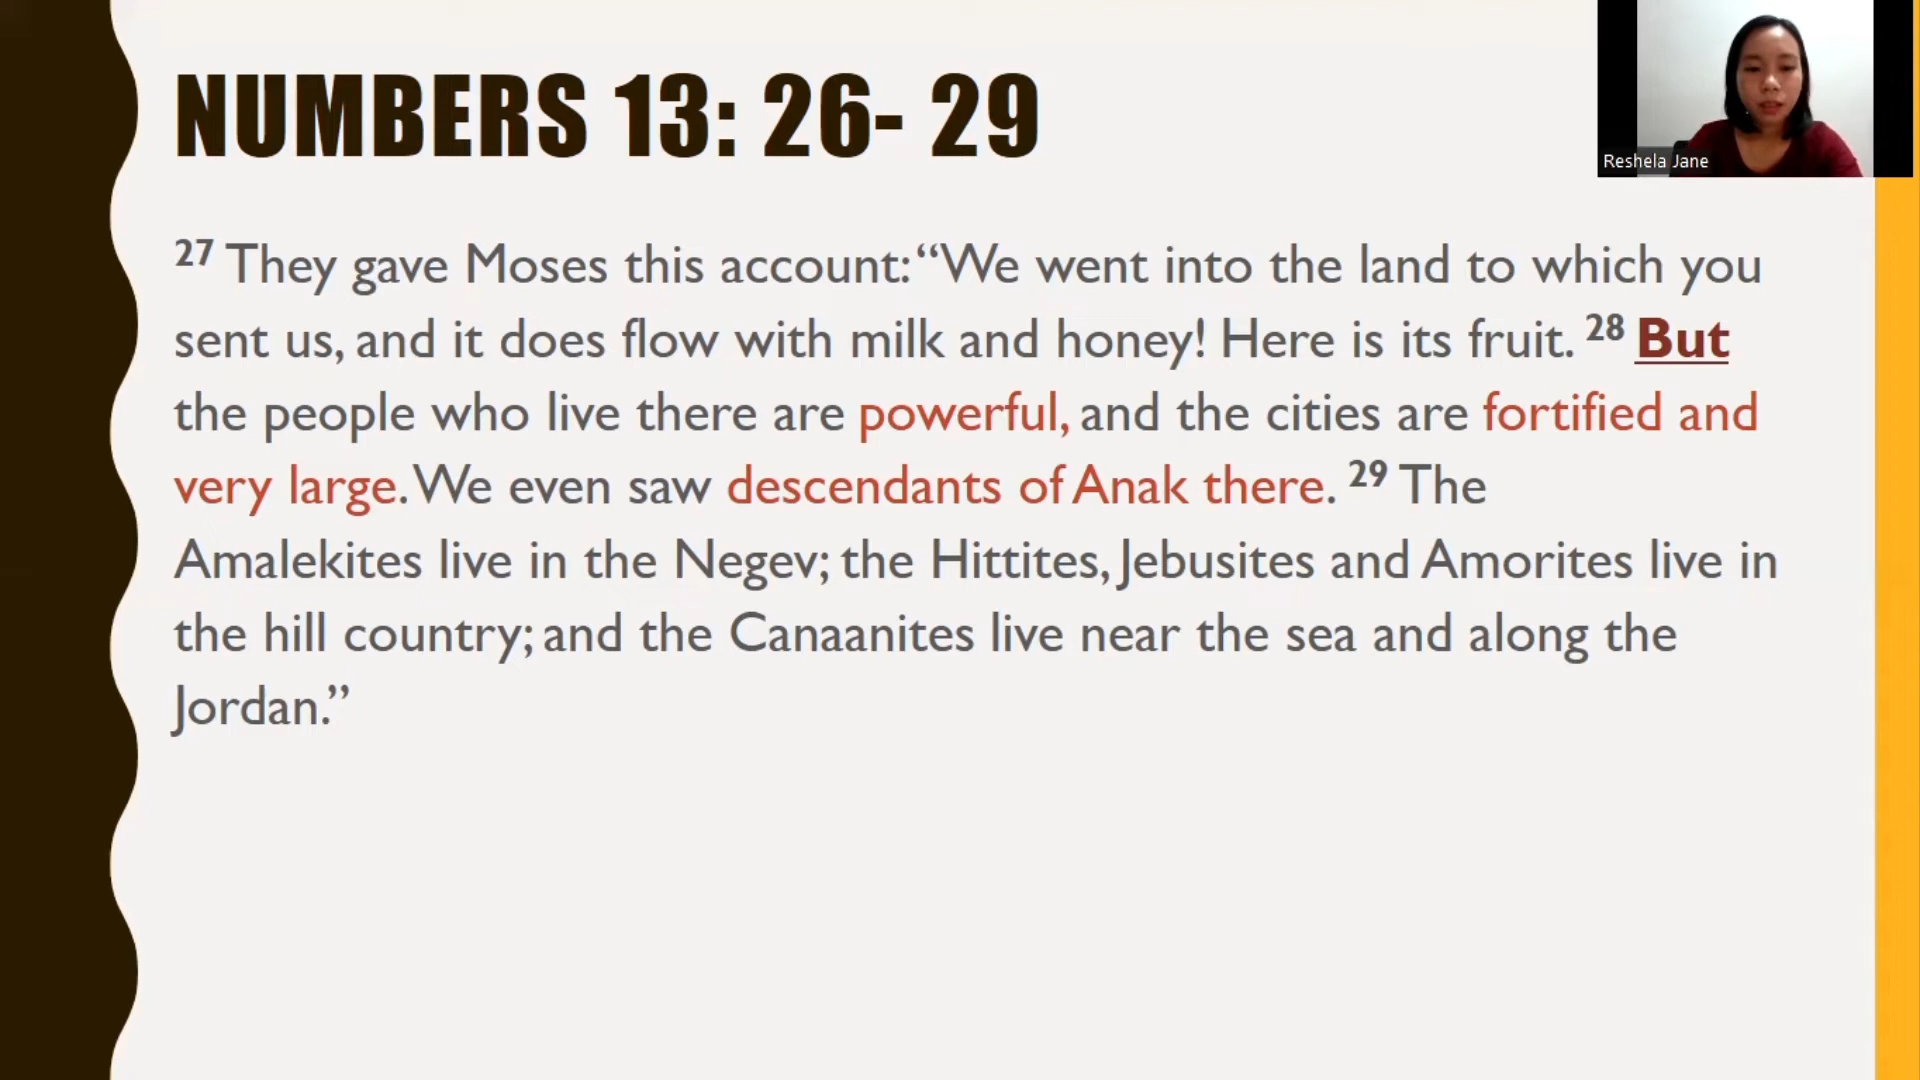 NUMBERS 13: 26- 29
Reshela Jane
27 They gave Moses this account: “We went into the land to which you
sent us, and it does flow with milk and honey! Here is its fruit. 28 But
the people who live there are powerful, and the cities are fortified and
very large. We even saw descendants of Anak there. 29 The
Amalekites live in the Negev; the Hittites, Jebusites and Amorites live in
the hill country; and the Canaanites live near the sea and along the
Jordan.”